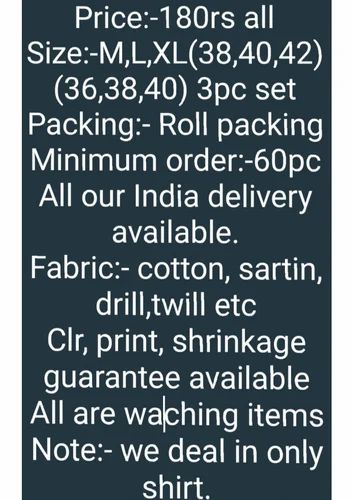 Price:-180rs all
Size:-M,L,XL(38,40,42)
(36,38,40) 3pc set
Packing:- Roll packing
Minimum order:-60pc
All our India delivery
available.
Fabric:- cotton, sartin,
drill,twill etc
Clr, print, shrinkage
guarantee available
All are waching items
Note:- we deal in only
shirt.